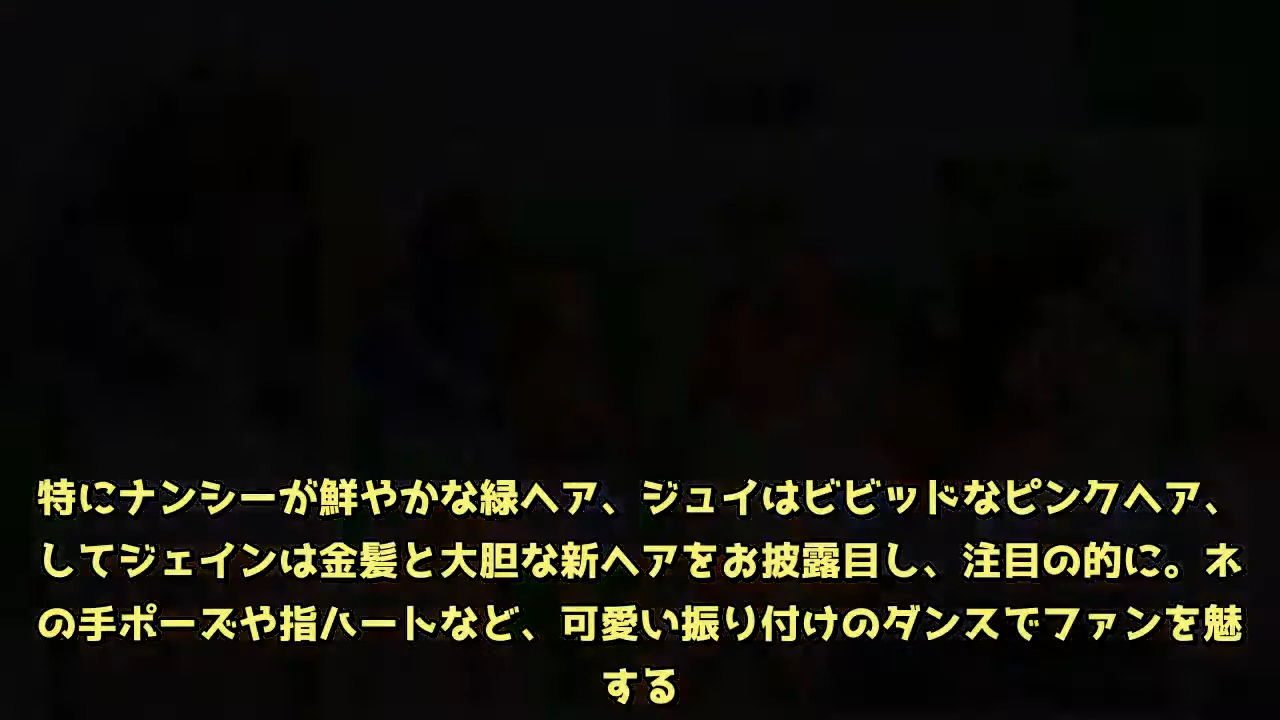 特にナンシーが鮮やかな緑ヘア、ジュイはビビッドなピンクヘア、
してジェインは金髪と大胆な新ヘアをお披露目し、注目の的に。ネ
の手ポーズや指ハートなど、可愛い振り付けのダンスでファンを魅
する